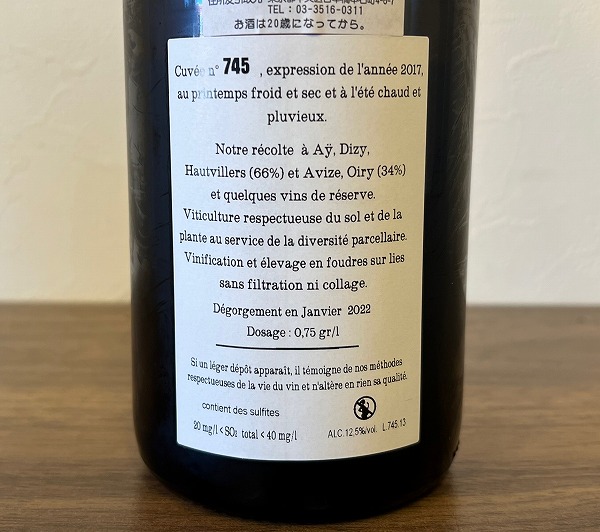 TEL : 03-3516-0311
お酒は20歳になってから。
Cuvée n° 745 , expression de l'année 2017,
au printemps froid et sec et à l'été chaud et
pluvieux.
Notre récolte à Aÿ, Dizy,
Hautvillers (66%) et Avize, Oiry (34%)
et quelques vins de réserve.
Viticulture respectueuse du sol et de la
plante au service de la diversité parcellaire.
Vinification et élevage en foudres sur lies
sans filtration ni collage.
Dégorgement en Janvier 2022
Dosage : 0,75 gr/l
Si un léger dépôt apparaît, il témoigne de nos méthodes
respectueuses de la vie du vin et n'altère en rien sa qualité.
contient des sulfites
20 mg/l < SO₂ total < 40 mg/l
ALC.12,5%/vol. L.745.13